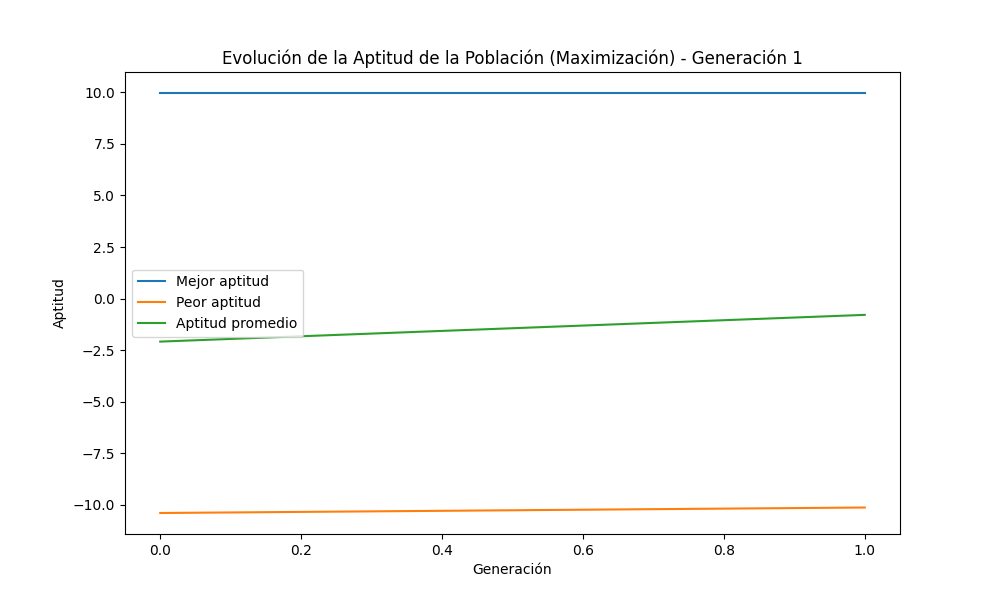 Evolución de la Aptitud de la Población (Maximización) - Generación 1
10.0
7.5
5.0
2.5
0.0
−2.5
−5.0
−7.5
−10.0
Aptitud
Mejor aptitud
Peor aptitud
Aptitud promedio
0.0 0.2 0.4 0.6 0.8 1.0
Generación